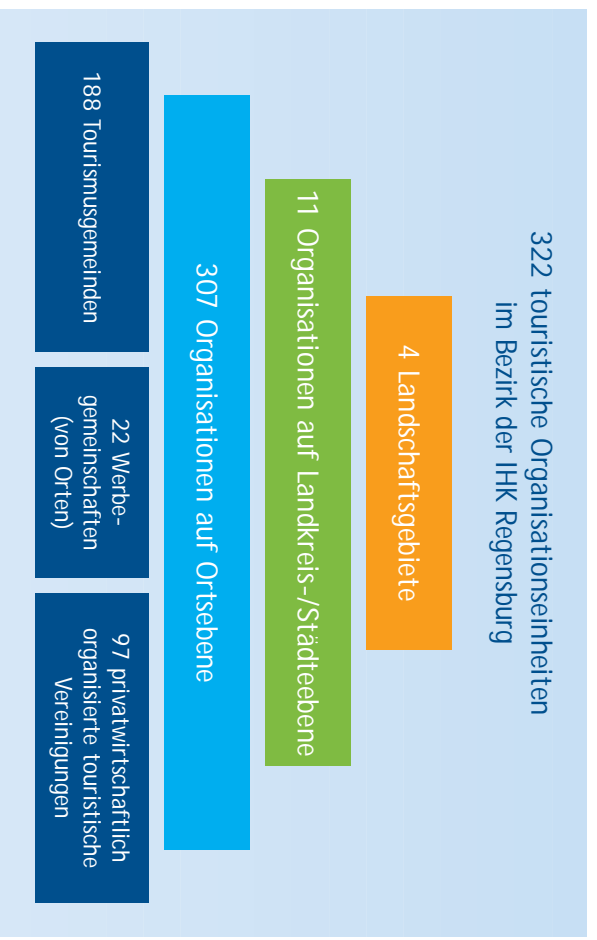 322 touristische Organisationseinheiten
im Bezirk der IHK Regensburg
4 Landschaftsgebiete
11 Organisationen auf Landkreis-/Städteebene
307 Organisationen auf Ortsebene
188 Tourismusgemeinden
22 Werbe-
gemeinschaften
(von Orten)
97 privatwirtschaftlich
organisierte touristische
Vereinigungen